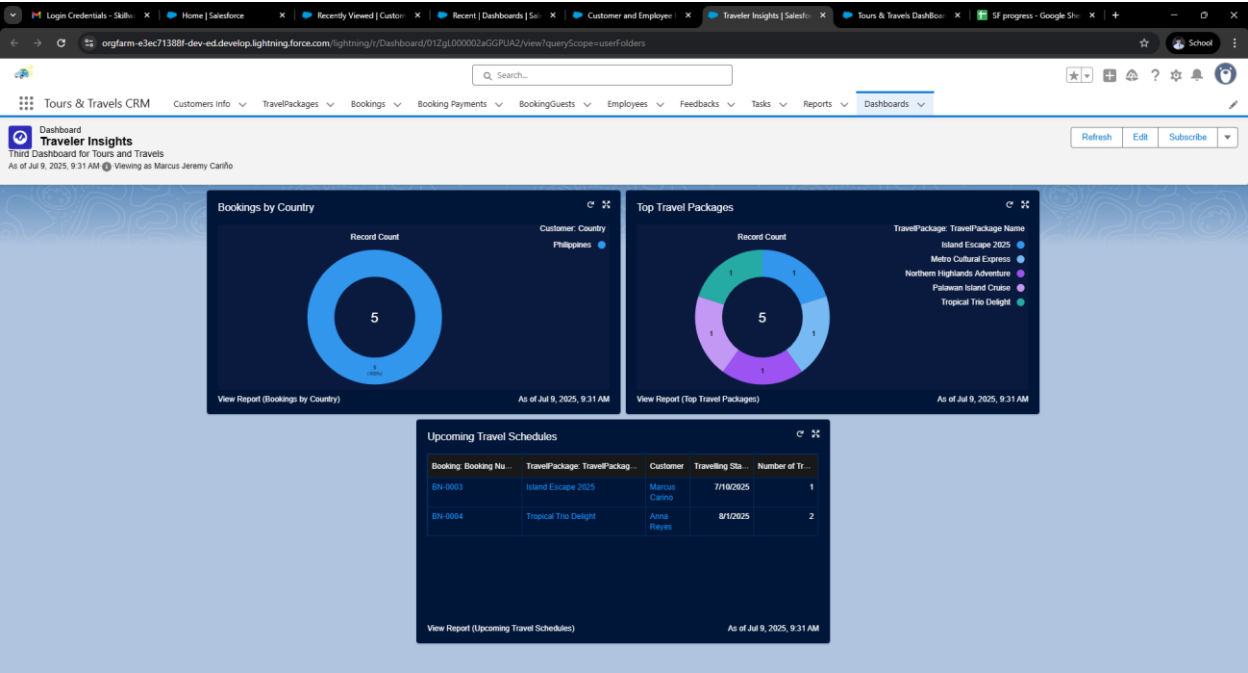 Login Credentials - Skillw
Home | Salesforce
Recently Viewed | Custom
Recent | Dashboards | Sal
Customer and Employee
Traveler Insights | Salesfo
Tours & Travels DashBoar
SF progress - Google She
orgfarm-e3ec71388f-dev-ed.develop.lightning.force.com/lightning/r/Dashboard/01ZgL000002aGGPUA2/view?queryScope=userFolders
School
Search...
Tours & Travels CRM
Customers Info
TravelPackages
Bookings
Booking Payments
BookingGuests
Employees
Feedbacks
Tasks
Reports
Dashboards
Dashboard
Traveler Insights
Third Dashboard for Tours and Travels
As of Jul 9, 2025, 9:31 AM Viewing as Marcus Jeremy Cariño
Refresh
Edit
Subscribe
Bookings by Country
Record Count
Customer: Country
Philippines
5
5
(100%)
View Report (Bookings by Country)
As of Jul 9, 2025, 9:31 AM
Top Travel Packages
Record Count
TravelPackage: TravelPackage Name
Island Escape 2025
Metro Cultural Express
Northern Highlands Adventure
Palawan Island Cruise
Tropical Trio Delight
1
1
5
1
1
1
View Report (Top Travel Packages)
As of Jul 9, 2025, 9:31 AM
Upcoming Travel Schedules
Booking: Booking Nu... TravelPackage: TravelPackag... Customer Travelling Sta... Number of Tr...
BN-0003 Island Escape 2025 Marcus Carino 7/10/2025 1
BN-0004 Tropical Trio Delight Anna Reyes 8/1/2025 2
View Report (Upcoming Travel Schedules)
As of Jul 9, 2025, 9:31 AM